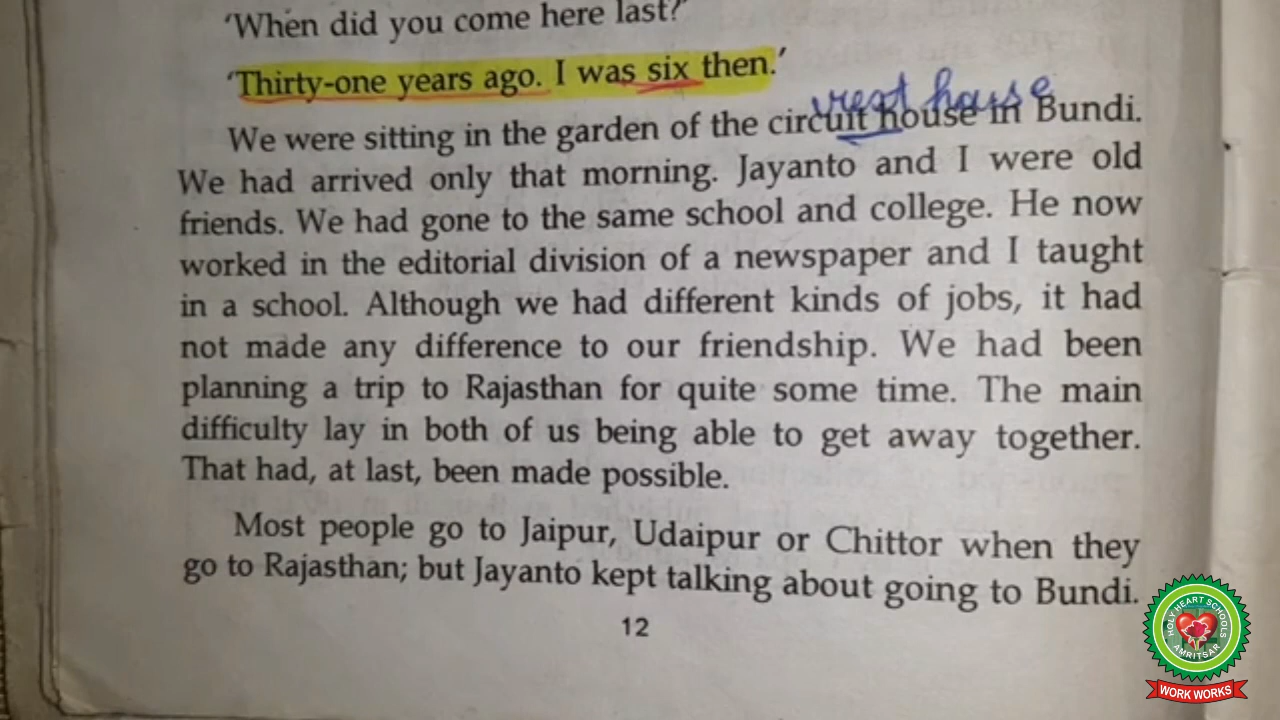 'When did you come here last?'
'Thirty-one years ago. I was six then.'
rest house
We were sitting in the garden of the circuit house in Bundi.
We had arrived only that morning. Jayanto and I were old
friends. We had gone to the same school and college. He now
worked in the editorial division of a newspaper and I taught
in a school. Although we had different kinds of jobs, it had
not made any difference to our friendship. We had been
planning a trip to Rajasthan for quite some time. The main
difficulty lay in both of us being able to get away together.
That had, at last, been made possible.
Most people go to Jaipur, Udaipur or Chittor when they
go to Rajasthan; but Jayanto kept talking about going to Bundi.
12
HOLY HEART SCHOOLS
AMRITSAR
WORK WORKS